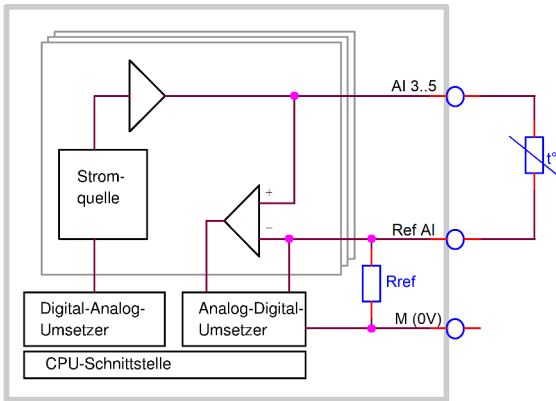 AI 3..5
t°
Strom-
quelle
+
−
Ref AI
Rref
Digital-Analog-
Umsetzer
Analog-Digital-
Umsetzer
M (0V)
CPU-Schnittstelle